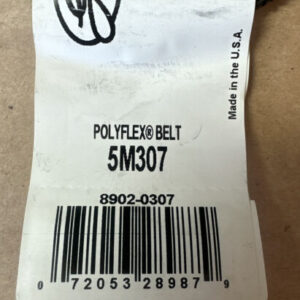 Made in the U.S.A.
POLYFLEX® BELT
5M307
8902-0307
0 72053 28987 9